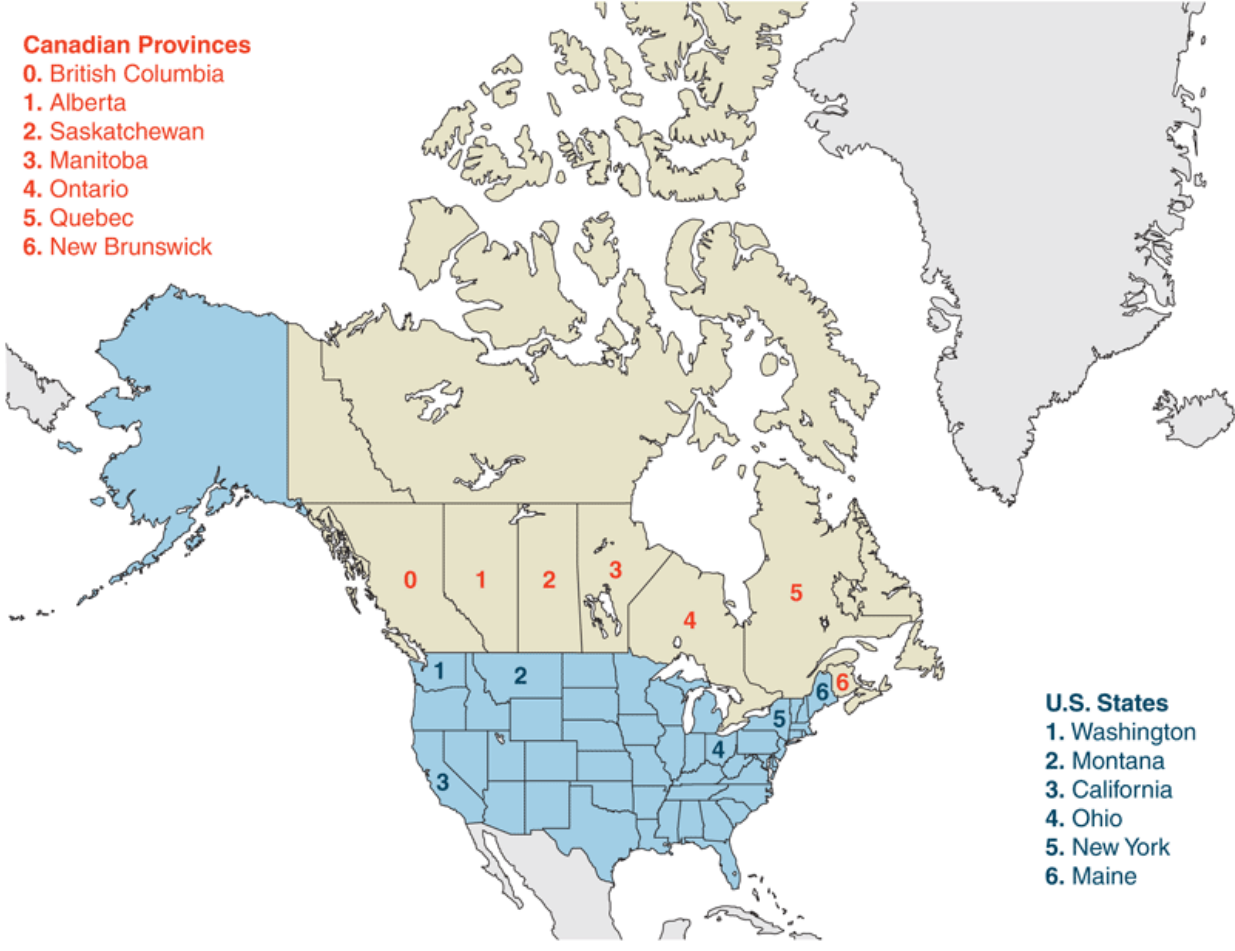 Canadian Provinces
0. British Columbia
1. Alberta
2. Saskatchewan
3. Manitoba
4. Ontario
5. Quebec
6. New Brunswick
0
1
2
3
4
5
1
2
6
6
5
4
3
U.S. States
1. Washington
2. Montana
3. California
4. Ohio
5. New York
6. Maine